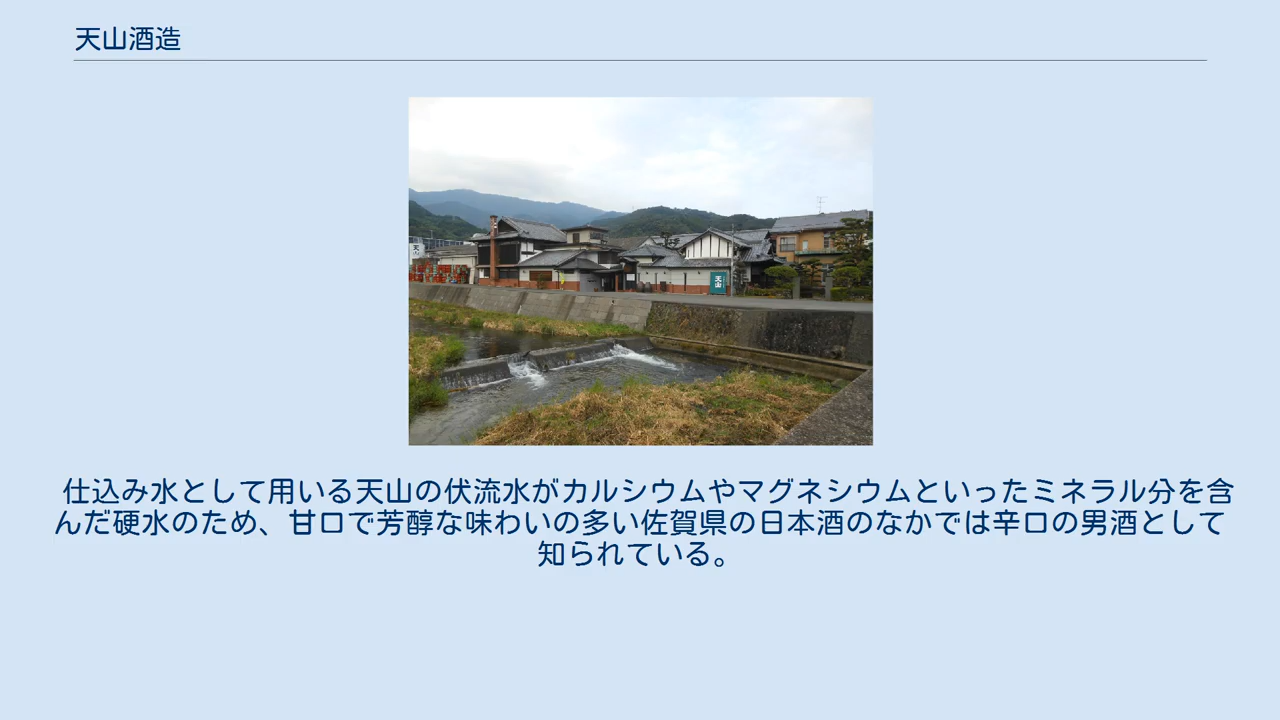 天山酒造
天山
天山
仕込み水として用いる天山の伏流水がカルシウムやマグネシウムといったミネラル分を含
んだ硬水のため、甘口で芳醇な味わいの多い佐賀県の日本酒のなかでは辛口の男酒として
知られている。